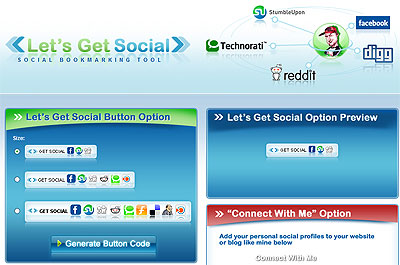 StumbleUpon
facebook
Let's Get Social
SOCIAL BOOKMARKING TOOL
Technorati™
digg
reddit
Let's Get Social Button Option
Let's Get Social Option Preview
Size:
GET SOCIAL
GET SOCIAL
GET SOCIAL
GET SOCIAL
"Connect With Me" Option
Add your personal social profiles to your website
or blog like mine below
Generate Button Code
Connect With Me